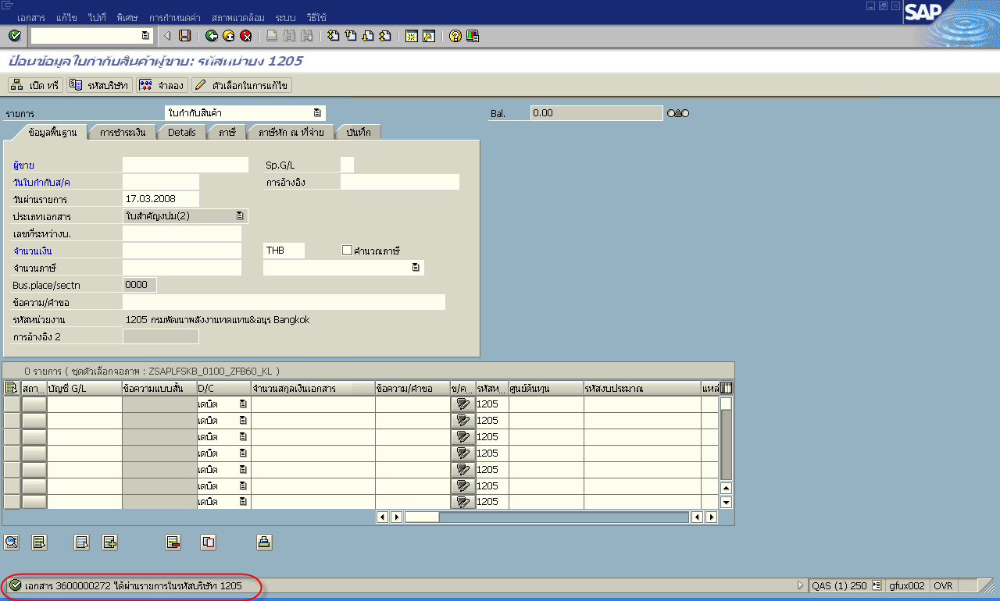 เอกสาร แก้ไข ไปที่ พิเศษ การกำหนดค่า สภาพแวดล้อม ระบบ วิธีใช้
SAP
ป้อนข้อมูลใบกำกับสินค้าผู้ขาย: รหัสหน่วย 1205
เปิด ทรี รหัสบริษัท จำลอง ตัวเลือกในการแก้ไข
รายการ ใบกำกับสินค้า Bal. 0.00
ข้อมูลพื้นฐาน การชำระเงิน Details ภาษี ภาษีหัก ณ ที่จ่าย บันทึก
ผู้ขาย Sp.G/L
วันใบกำกับส/ค การอ้างอิง
วันผ่านรายการ 17.03.2008
ประเภทเอกสาร ใบสำคัญงปม(2)
เลขที่ระหว่างบ.
จำนวนเงิน THB คำนวณภาษี
จำนวนภาษี
Bus.place/sectn 0000
ข้อความ/คำขอ
รหัสหน่วยงาน 1205 กรมพัฒนาพลังงานทดแทน&อนุร Bangkok
การอ้างอิง 2
0 รายการ ( ชุดตัวเลือกจอภาพ : ZSAPLFSKB_0100_ZFB60_KL )
สถา... บัญชี G/L ข้อความแบบสั้น D/C จำนวนสกุลเงินเอกสาร ข้อความ/คำขอ ข/ค... รหัสห... ศูนย์ต้นทุน รหัสงบประมาณ แหล่
เดบิต 1205
เดบิต 1205
เดบิต 1205
เดบิต 1205
เดบิต 1205
เดบิต 1205
เดบิต 1205
เอกสาร 3600000272 ได้ผ่านรายการในรหัสบริษัท 1205 QAS (1) 250 gfux002 OVR